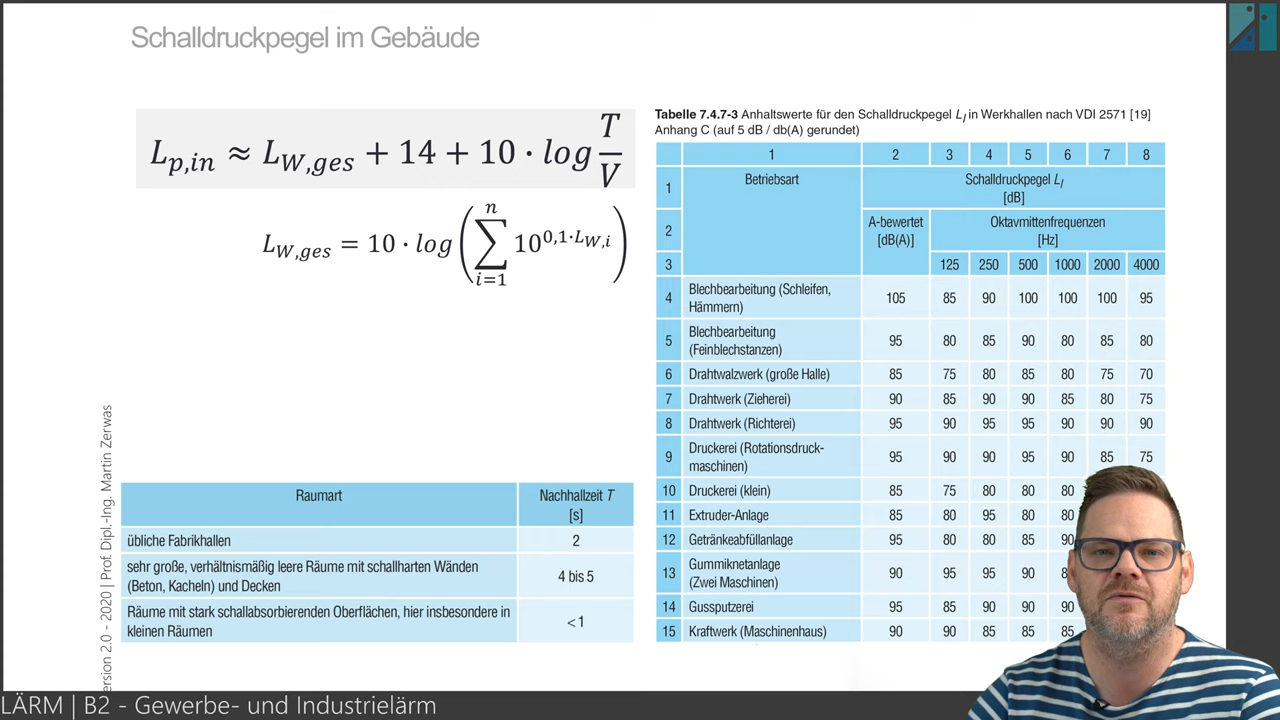 Schalldruckpegel im Gebäude
L_{p,in} ≈ L_{W,ges} + 14 + 10 · log T/V
L_{W,ges} = 10 · log (∑_{i=1}^{n} 10^{0,1·L_{W,i}})
Raumart Nachhallzeit T [s]
übliche Fabrikhallen 2
sehr große, verhältnismäßig leere Räume mit schallharten Wänden
(Beton, Kacheln) und Decken 4 bis 5
Räume mit stark schallabsorbierenden Oberflächen, hier insbesondere in
kleinen Räumen < 1
Tabelle 7.4.7-3 Anhaltswerte für den Schalldruckpegel L_I in Werkhallen nach VDI 2571 [19]
Anhang C (auf 5 dB / db(A) gerundet)
1 2 3 4 5 6 7 8
1 Betriebsart Schalldruckpegel L_I
[dB]
2 A-bewertet [dB(A)] Oktavmittenfrequenzen [Hz]
3 125 250 500 1000 2000 4000
4 Blechbearbeitung (Schleifen, Hämmern) 105 85 90 100 100 100 95
5 Blechbearbeitung (Feinblechstanzen) 95 80 85 90 80 85 80
6 Drahtwalzwerk (große Halle) 85 75 80 85 80 75 70
7 Drahtwerk (Zieherei) 90 85 90 90 85 80 75
8 Drahtwerk (Richterei) 95 90 95 95 90 90 90
9 Druckerei (Rotationsdruck-
maschinen) 95 90 90 95 90 85 75
10 Druckerei (klein) 85 75 80 80 80
11 Extruder-Anlage 85 80 95 80 80
12 Getränkeabfüllanlage 95 80 80 85 90
13 Gummiknetanlage
(Zwei Maschinen) 90 95 95 90
14 Gussputzerei 95 85 90 90 90
15 Kraftwerk (Maschinenhaus) 90 90 85 85 85
ersion 2.0 - 2020 | Prof. Dipl.-Ing. Martin Zerwas
LÄRM | B2 - Gewerbe- und Industrielärm